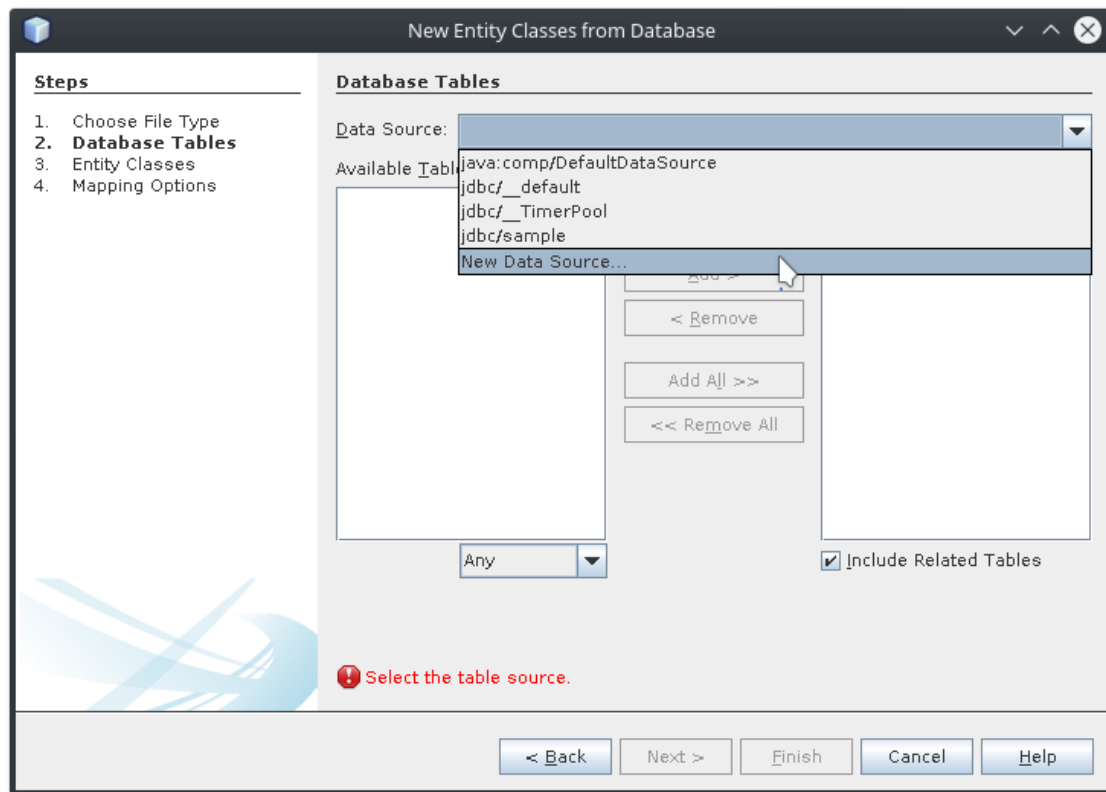 New Entity Classes from Database
Steps
1. Choose File Type
2. Database Tables
3. Entity Classes
4. Mapping Options
Database Tables
Data Source:
java:comp/DefaultDataSource
jdbc/__default
jdbc/__TimerPool
jdbc/sample
New Data Source...
Available Tabl
Add >
< Remove
Add All >>
<< Remove All
Any
Include Related Tables
Select the table source.
< Back
Next >
Finish
Cancel
Help